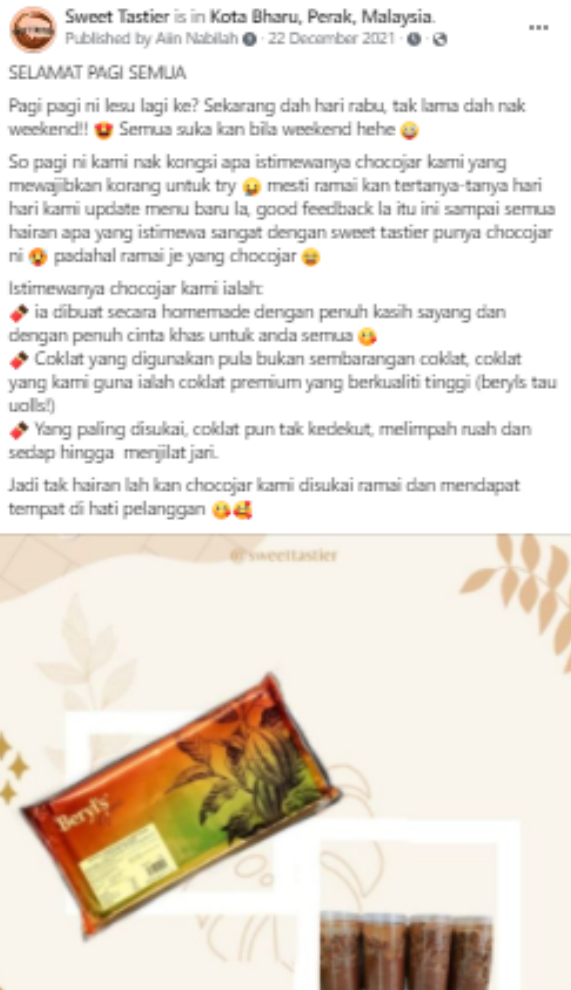 Sweet Tastier is in Kota Bharu, Perak, Malaysia.
Published by Aiin Nabilah · 22 December 2021 ·
SELAMAT PAGI SEMUA
Pagi pagi ni lesu lagi ke? Sekarang dah hari rabu, tak lama dah nak
weekend!! 😍 Semua suka kan bila weekend hehe 😄
So pagi ni kami nak kongsi apa istimewanya chocojar kami yang
mewajibkan korang untuk try 😜 mesti ramai kan tertanya-tanya hari
hari kami update menu baru la, good feedback la itu ini sampai semua
hairan apa yang istimewa sangat dengan sweet tastier punya chocojar
ni 🥵 padahal ramai je yang chocojar 😅
Istimewanya chocojar kami ialah:
🍫 ia dibuat secara homemade dengan penuh kasih sayang dan
dengan penuh cinta khas untuk anda semua 😘
🍫 Coklat yang digunakan pula bukan sembarangan coklat, coklat
yang kami guna ialah coklat premium yang berkualiti tinggi (beryls tau
uolls!)
🍫 Yang paling disukai, coklat pun tak kedekut, melimpah ruah dan
sedap hingga menjilat jari.
Jadi tak hairan lah kan chocojar kami disukai ramai dan mendapat
tempat di hati pelanggan 😘🥰
@sweettastier
Beryl's